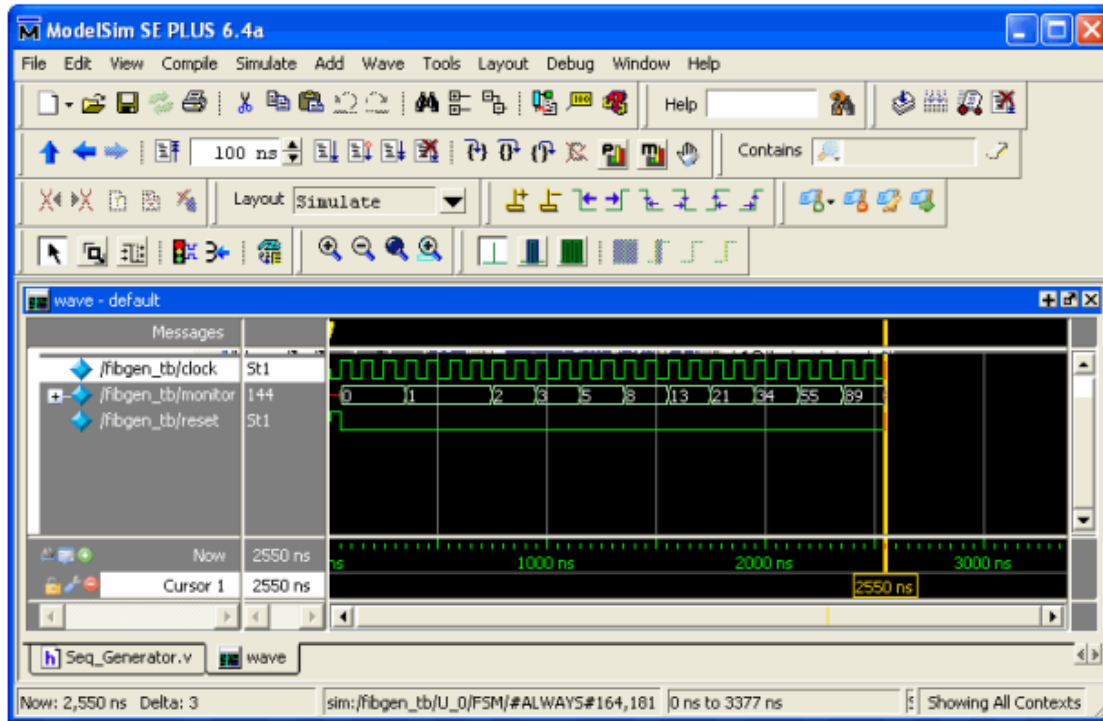 ModelSim SE PLUS 6.4a
File Edit View Compile Simulate Add Wave Tools Layout Debug Window Help
Help
100 ns Contains
Layout Simulate
wave - default
Messages
/fibgen_tb/clock St1
/fibgen_tb/monitor 144 0 1 2 3 5 8 13 21 34 55 89
/fibgen_tb/reset St1
Now 2550 ns ns 1000 ns 2000 ns 3000 ns
Cursor 1 2550 ns 2550 ns
Seq_Generator.v wave
Now: 2,550 ns Delta: 3 sim:/fibgen_tb/U_0/FSM/#ALWAYS#164,181 0 ns to 3377 ns Showing All Contexts